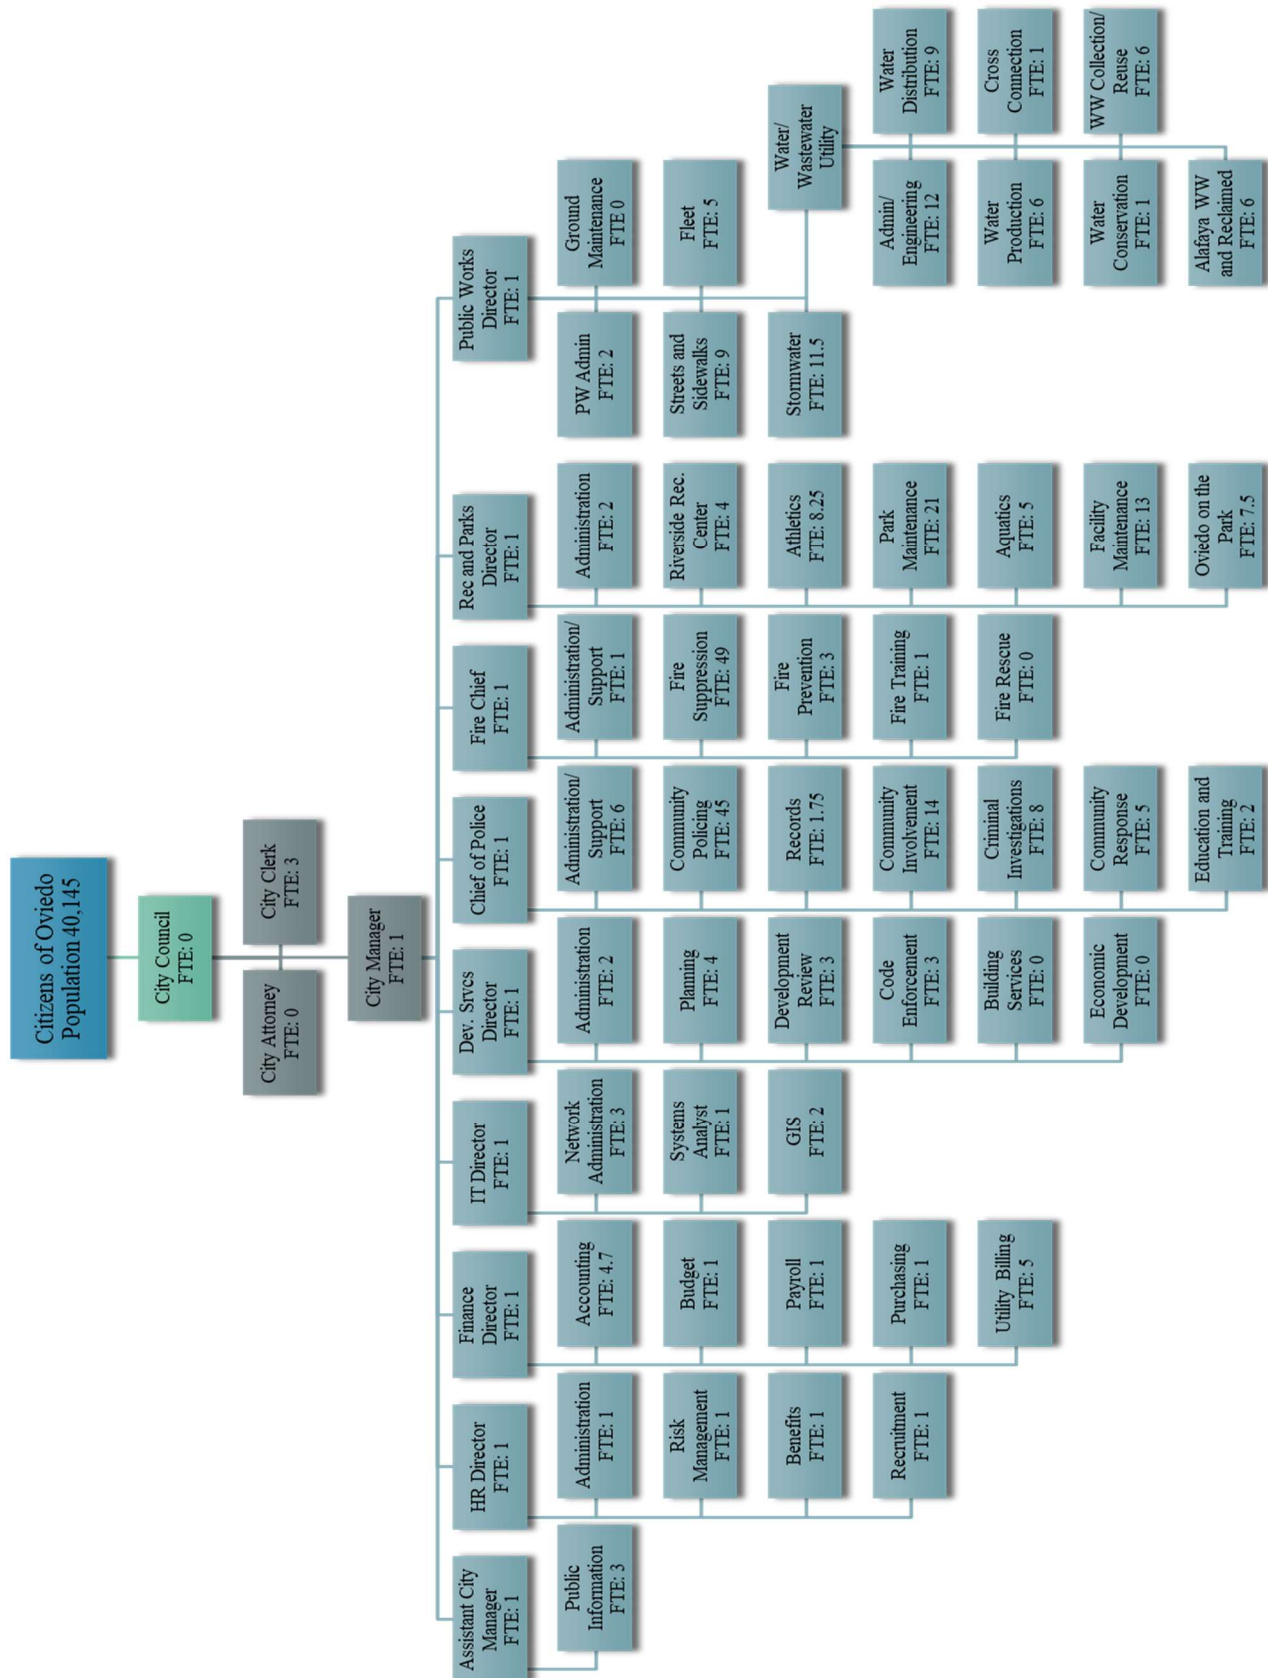 Citizens of Oviedo
Population 40,145
City Council
FTE: 0
City Attorney
FTE: 0
City Clerk
FTE: 3
City Manager
FTE: 1
Assistant City
Manager
FTE: 1
Public
Information
FTE: 3
HR Director
FTE: 1
Administration
FTE: 1
Risk
Management
FTE: 1
Benefits
FTE: 1
Recruitment
FTE: 1
Finance
Director
FTE: 1
Accounting
FTE: 4.7
Budget
FTE: 1
Payroll
FTE: 1
Purchasing
FTE: 1
Utility Billing
FTE: 5
IT Director
FTE: 1
Network
Administration
FTE: 3
Systems
Analyst
FTE: 1
GIS
FTE: 2
Dev. Srvcs
Director
FTE: 1
Administration
FTE: 2
Planning
FTE: 4
Development
Review
FTE: 3
Code
Enforcement
FTE: 3
Building
Services
FTE: 0
Economic
Development
FTE: 0
Chief of Police
FTE: 1
Administration/
Support
FTE: 6
Community
Policing
FTE: 45
Records
FTE: 1.75
Community
Involvement
FTE: 14
Criminal
Investigations
FTE: 8
Community
Response
FTE: 5
Education and
Training
FTE: 2
Fire Chief
FTE: 1
Administration/
Support
FTE: 1
Fire
Suppression
FTE: 49
Fire
Prevention
FTE: 3
Fire Training
FTE: 1
Fire Rescue
FTE: 0
Rec and Parks
Director
FTE: 1
Administration
FTE: 2
Riverside Rec.
Center
FTE: 4
Athletics
FTE: 8.25
Park
Maintenance
FTE: 21
Aquatics
FTE: 5
Facility
Maintenance
FTE: 13
Oviedo on the
Park
FTE: 7.5
Public Works
Director
FTE: 1
PW Admin
FTE: 2
Ground
Maintenance
FTE 0
Streets and
Sidewalks
FTE: 9
Fleet
FTE: 5
Stormwater
FTE: 11.5
Water/
Wastewater
Utility
Admin/
Engineering
FTE: 12
Water
Distribution
FTE: 9
Water
Production
FTE: 6
Cross
Connection
FTE: 1
Water
Conservation
FTE: 1
WW Collection/
Reuse
FTE: 6
Alafaya WW
and Reclaimed
FTE: 6